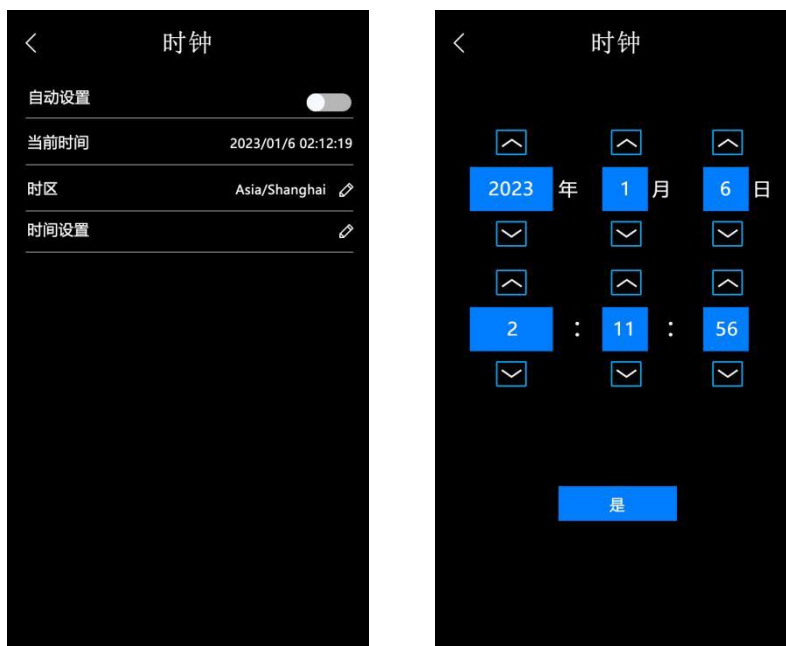 时钟
自动设置
当前时间 2023/01/6 02:12:19
时区 Asia/Shanghai
时间设置
时钟
2023 年 1 月 6 日
2 : 11 : 56
是